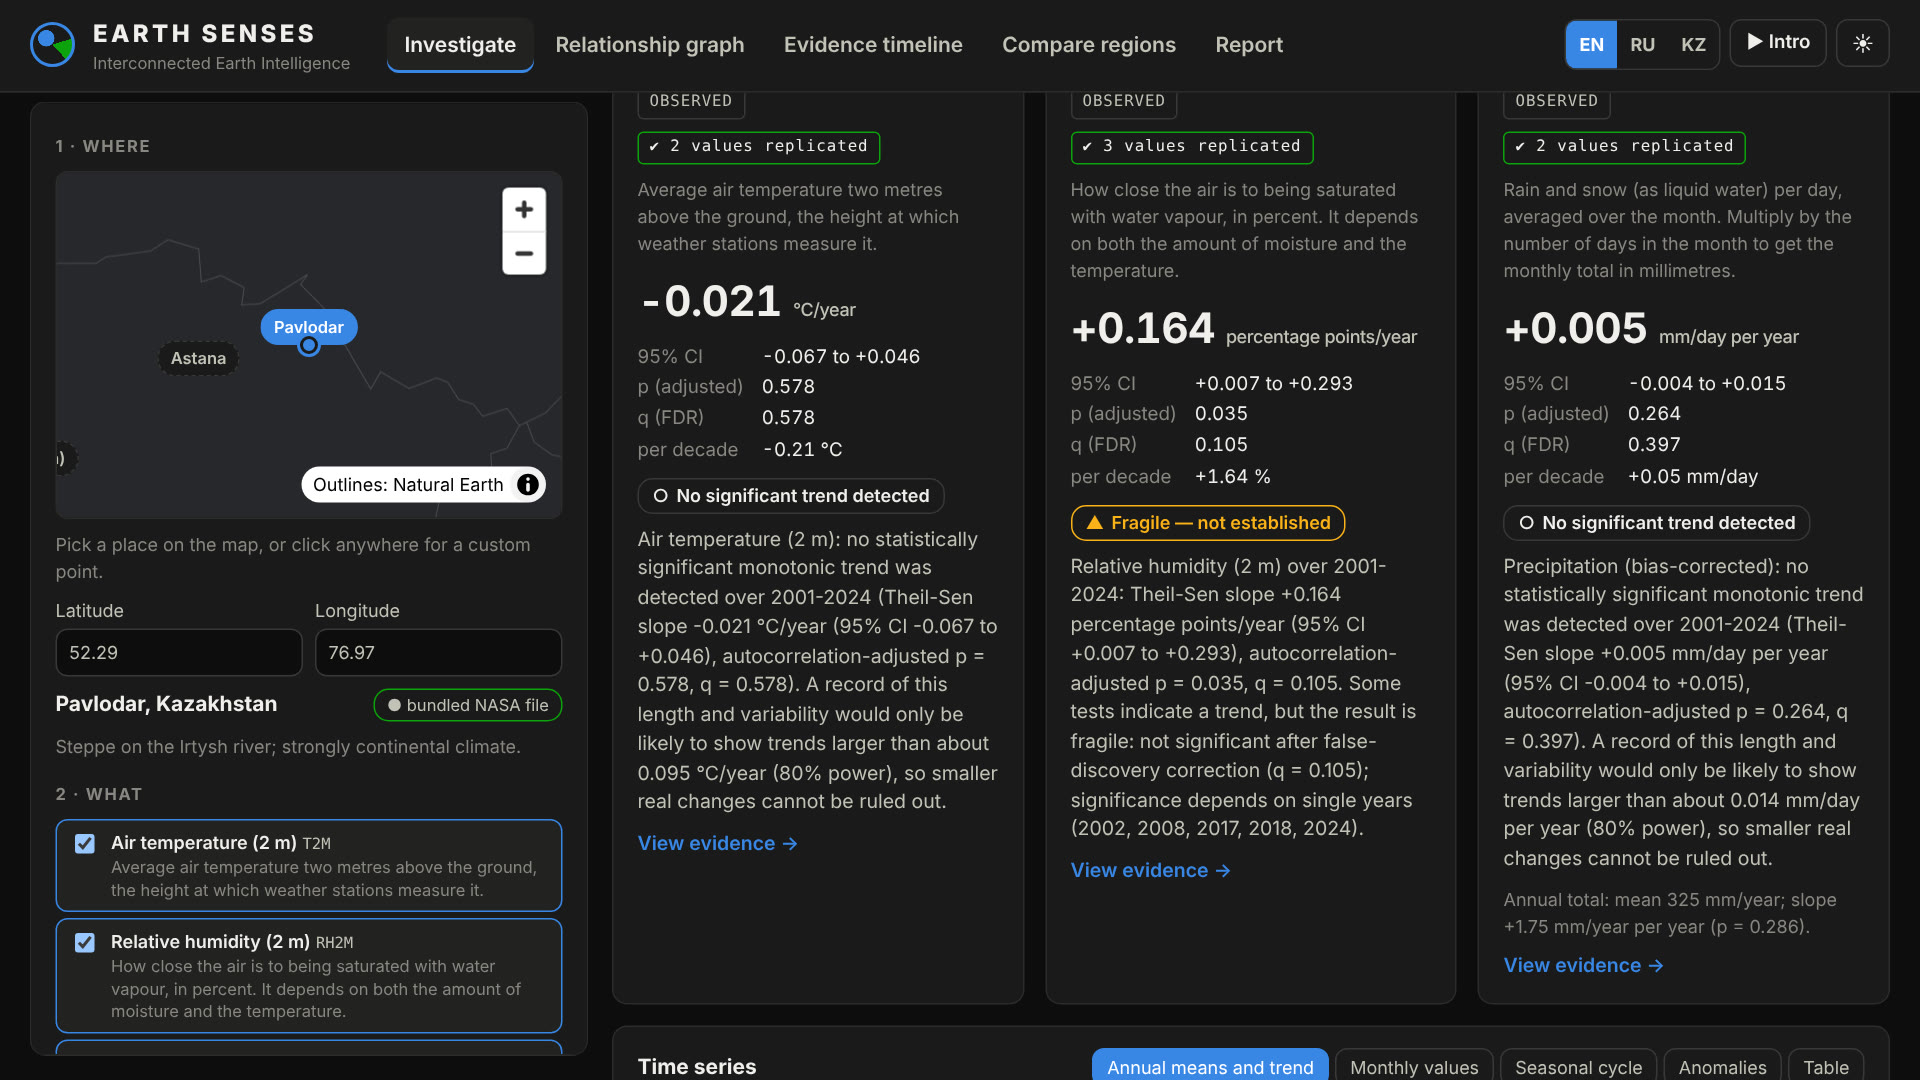 EARTH SENSES
Interconnected Earth Intelligence
Investigate
Relationship graph
Evidence timeline
Compare regions
Report
EN
RU
KZ
▶ Intro
1 · WHERE
+
−
Pavlodar
Astana
)
Outlines: Natural Earth
Pick a place on the map, or click anywhere for a custom
point.
Latitude
Longitude
52.29
76.97
Pavlodar, Kazakhstan
bundled NASA file
Steppe on the Irtysh river; strongly continental climate.
2 · WHAT
Air temperature (2 m) T2M
Average air temperature two metres above the ground,
the height at which weather stations measure it.
Relative humidity (2 m) RH2M
How close the air is to being saturated with water
vapour, in percent. It depends on both the amount of
moisture and the temperature.
OBSERVED
✔ 2 values replicated
Average air temperature two metres
above the ground, the height at which
weather stations measure it.
-0.021 °C/year
95% CI -0.067 to +0.046
p (adjusted) 0.578
q (FDR) 0.578
per decade -0.21 °C
No significant trend detected
Air temperature (2 m): no statistically
significant monotonic trend was
detected over 2001-2024 (Theil-Sen
slope -0.021 °C/year (95% CI -0.067 to
+0.046), autocorrelation-adjusted p =
0.578, q = 0.578). A record of this
length and variability would only be
likely to show trends larger than about
0.095 °C/year (80% power), so smaller
real changes cannot be ruled out.
View evidence →
OBSERVED
✔ 3 values replicated
How close the air is to being saturated
with water vapour, in percent. It depends
on both the amount of moisture and the
temperature.
+0.164 percentage points/year
95% CI +0.007 to +0.293
p (adjusted) 0.035
q (FDR) 0.105
per decade +1.64 %
▲ Fragile — not established
Relative humidity (2 m) over 2001-
2024: Theil-Sen slope +0.164
percentage points/year (95% CI
+0.007 to +0.293), autocorrelation-
adjusted p = 0.035, q = 0.105. Some
tests indicate a trend, but the result is
fragile: not significant after false-
discovery correction (q = 0.105);
significance depends on single years
(2002, 2008, 2017, 2018, 2024).
View evidence →
OBSERVED
✔ 2 values replicated
Rain and snow (as liquid water) per day,
averaged over the month. Multiply by the
number of days in the month to get the
monthly total in millimetres.
+0.005 mm/day per year
95% CI -0.004 to +0.015
p (adjusted) 0.264
q (FDR) 0.397
per decade +0.05 mm/day
No significant trend detected
Precipitation (bias-corrected): no
statistically significant monotonic trend
was detected over 2001-2024 (Theil-
Sen slope +0.005 mm/day per year
(95% CI -0.004 to +0.015),
autocorrelation-adjusted p = 0.264, q
= 0.397). A record of this length and
variability would only be likely to show
trends larger than about 0.014 mm/day
per year (80% power), so smaller real
changes cannot be ruled out.
Annual total: mean 325 mm/year; slope
+1.75 mm/year per year (p = 0.286).
View evidence →
Time series
Annual means and trend
Monthly values
Seasonal cycle
Anomalies
Table